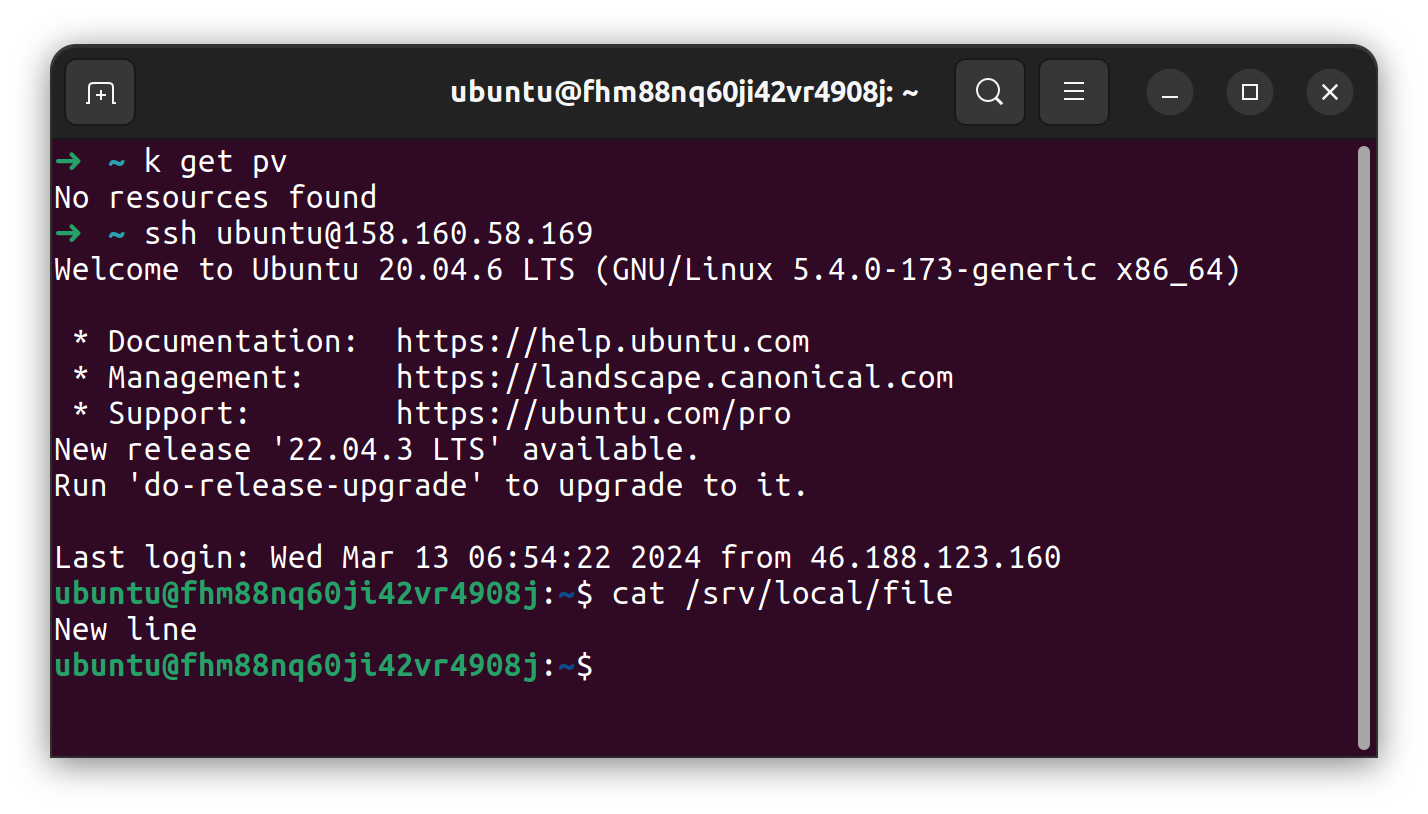 ubuntu@fhm88nq60ji42vr4908j: ~
➜ ~ k get pv
No resources found
➜ ~ ssh ubuntu@158.160.58.169
Welcome to Ubuntu 20.04.6 LTS (GNU/Linux 5.4.0-173-generic x86_64)
* Documentation: https://help.ubuntu.com
* Management: https://landscape.canonical.com
* Support: https://ubuntu.com/pro
New release '22.04.3 LTS' available.
Run 'do-release-upgrade' to upgrade to it.
Last login: Wed Mar 13 06:54:22 2024 from 46.188.123.160
ubuntu@fhm88nq60ji42vr4908j:~$ cat /srv/local/file
New line
ubuntu@fhm88nq60ji42vr4908j:~$